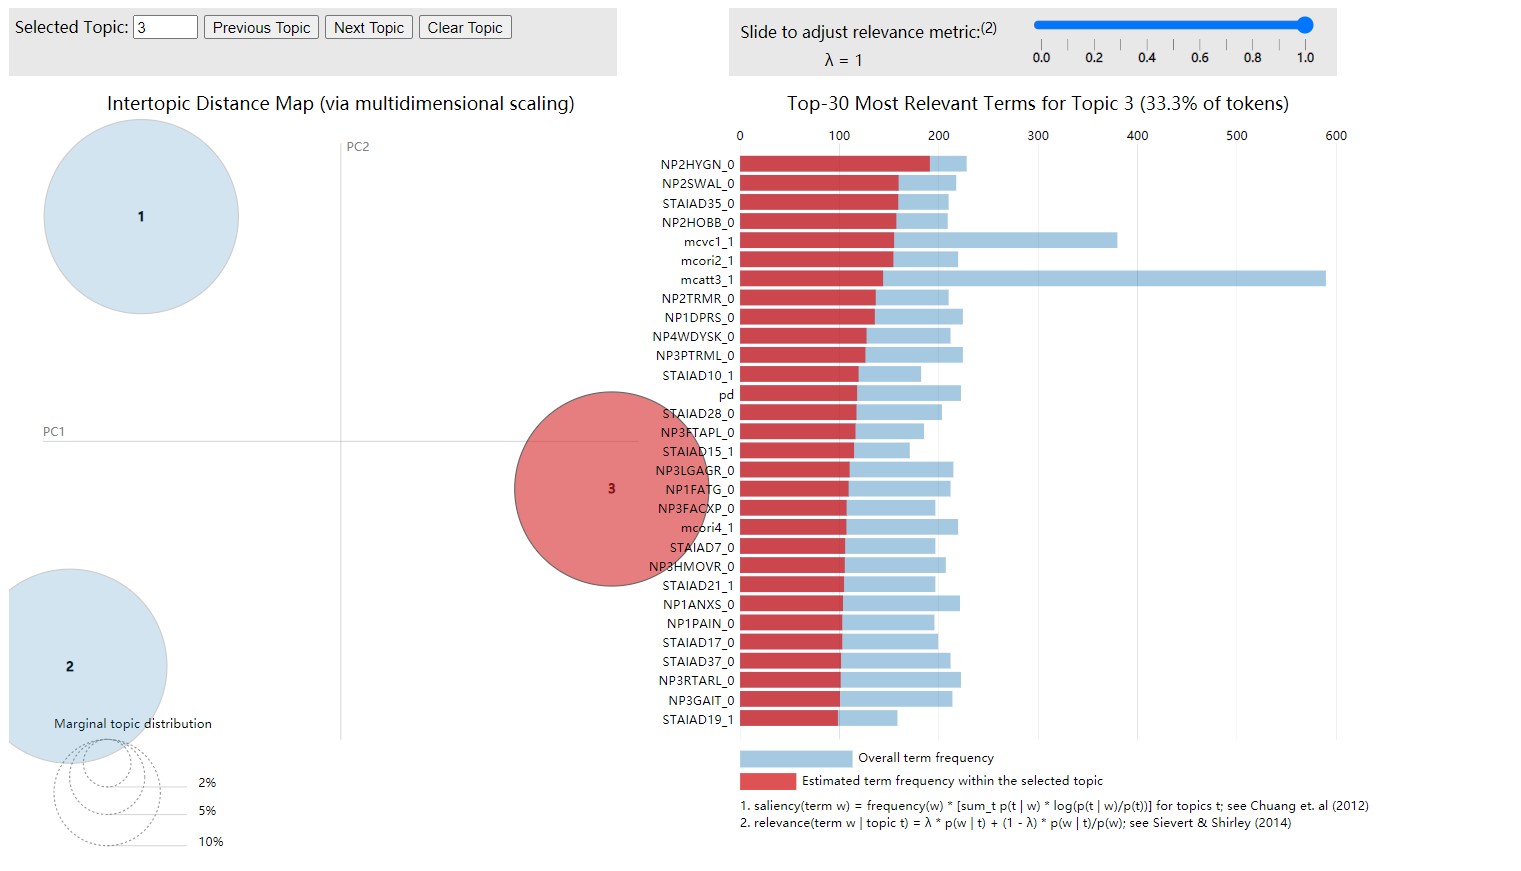 Selected Topic: 3 Previous Topic Next Topic Clear Topic
Slide to adjust relevance metric:(2)
λ = 1
0.0 0.2 0.4 0.6 0.8 1.0
Intertopic Distance Map (via multidimensional scaling)
PC2
PC1
1
3
2
Marginal topic distribution
2%
5%
10%
Top-30 Most Relevant Terms for Topic 3 (33.3% of tokens)
0 100 200 300 400 500 600
NP2HYGN_0
NP2SWAL_0
STAIAD35_0
NP2HOBB_0
mcvc1_1
mcori2_1
mcatt3_1
NP2TRMR_0
NP1DPRS_0
NP4WDYSK_0
NP3PTRML_0
STAIAD10_1
pd
STAIAD28_0
NP3FTAPL_0
STAIAD15_1
NP3LGAGR_0
NP1FATG_0
NP3FACXP_0
mcori4_1
STAIAD7_0
NP3HMOVR_0
STAIAD21_1
NP1ANXS_0
NP1PAIN_0
STAIAD17_0
STAIAD37_0
NP3RTARL_0
NP3GAIT_0
STAIAD19_1
Overall term frequency
Estimated term frequency within the selected topic
1. saliency(term w) = frequency(w) * [sum_t p(t | w) * log(p(t | w)/p(t))] for topics t; see Chuang et. al (2012)
2. relevance(term w | topic t) = λ * p(w | t) + (1 - λ) * p(w | t)/p(w); see Sievert & Shirley (2014)